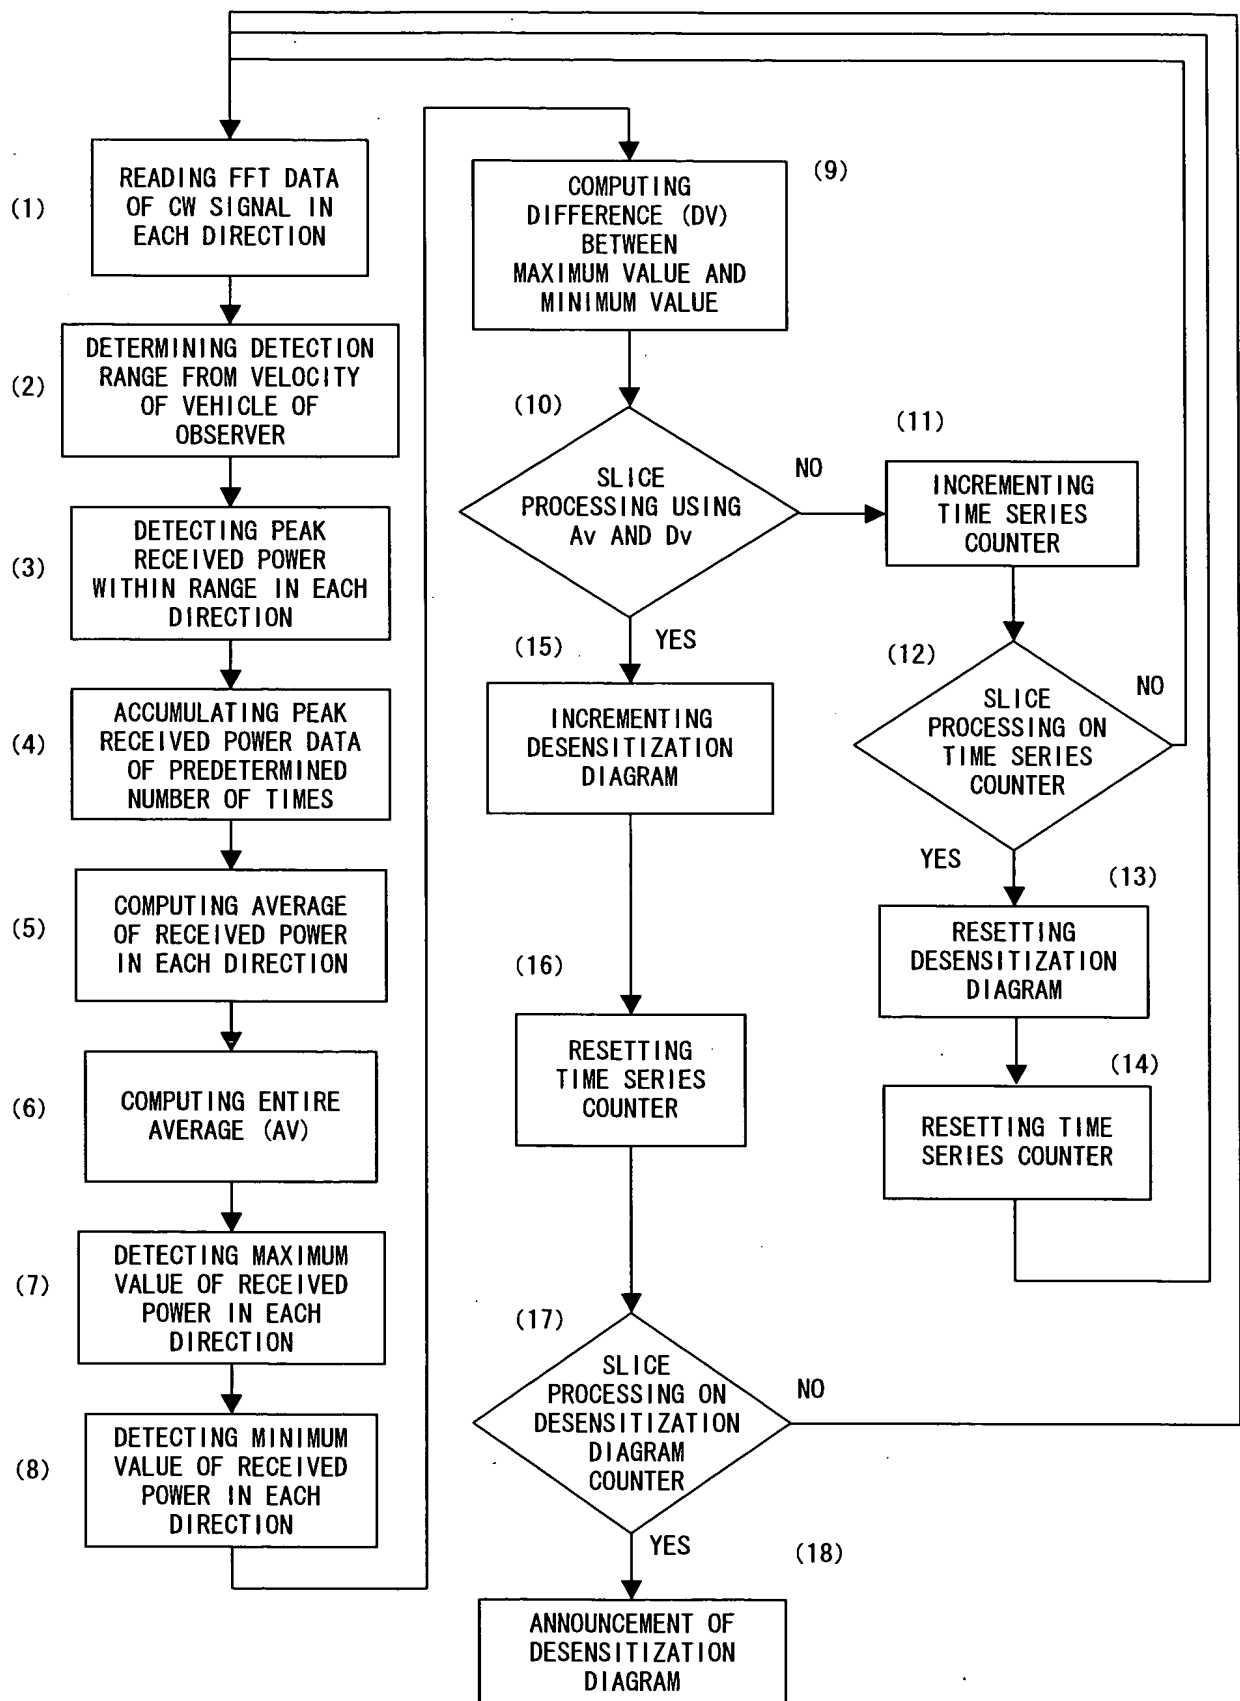 (1)
READING FFT DATA
OF CW SIGNAL IN
EACH DIRECTION
(2)
DETERMINING DETECTION
RANGE FROM VELOCITY
OF VEHICLE OF
OBSERVER
(3)
DETECTING PEAK
RECEIVED POWER
WITHIN RANGE IN EACH
DIRECTION
(4)
ACCUMULATING PEAK
RECEIVED POWER DATA
OF PREDETERMINED
NUMBER OF TIMES
(5)
COMPUTING AVERAGE
OF RECEIVED POWER
IN EACH DIRECTION
(6)
COMPUTING ENTIRE
AVERAGE (AV)
(7)
DETECTING MAXIMUM
VALUE OF RECEIVED
POWER IN EACH
DIRECTION
(8)
DETECTING MINIMUM
VALUE OF RECEIVED
POWER IN EACH
DIRECTION
(9)
COMPUTING
DIFFERENCE (DV)
BETWEEN
MAXIMUM VALUE AND
MINIMUM VALUE
(10)
SLICE
PROCESSING USING
Av AND Dv
NO
YES
(11)
INCREMENTING
TIME SERIES
COUNTER
(12)
SLICE
PROCESSING ON
TIME SERIES
COUNTER
NO
YES
(13)
RESETTING
DESENSITIZATION
DIAGRAM
(14)
RESETTING TIME
SERIES COUNTER
(15)
INCREMENTING
DESENSITIZATION
DIAGRAM
(16)
RESETTING
TIME SERIES
COUNTER
(17)
SLICE
PROCESSING ON
DESENSITIZATION
DIAGRAM
COUNTER
NO
YES
(18)
ANNOUNCEMENT OF
DESENSITIZATION
DIAGRAM